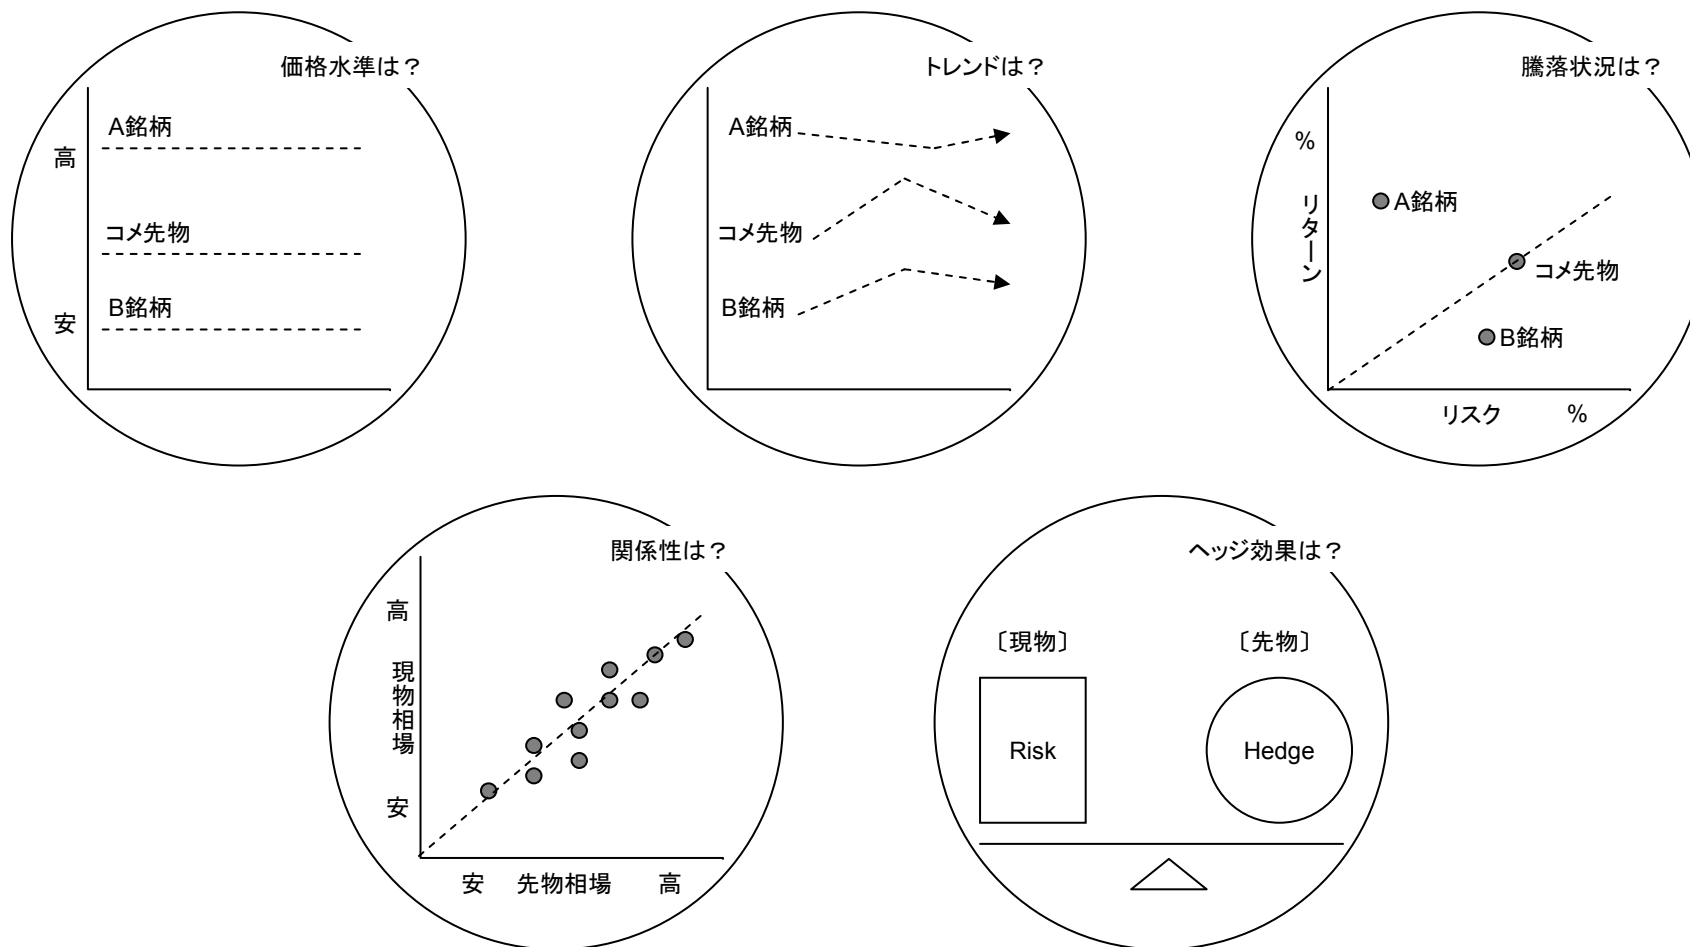 価格水準は？
高
A銘柄
コメ先物
B銘柄
安
トレンドは？
A銘柄
コメ先物
B銘柄
騰落状況は？
%
リターン
A銘柄
コメ先物
B銘柄
リスク %
関係性は？
高
現物相場
安
安 先物相場 高
ヘッジ効果は？
〔現物〕 〔先物〕
Risk Hedge